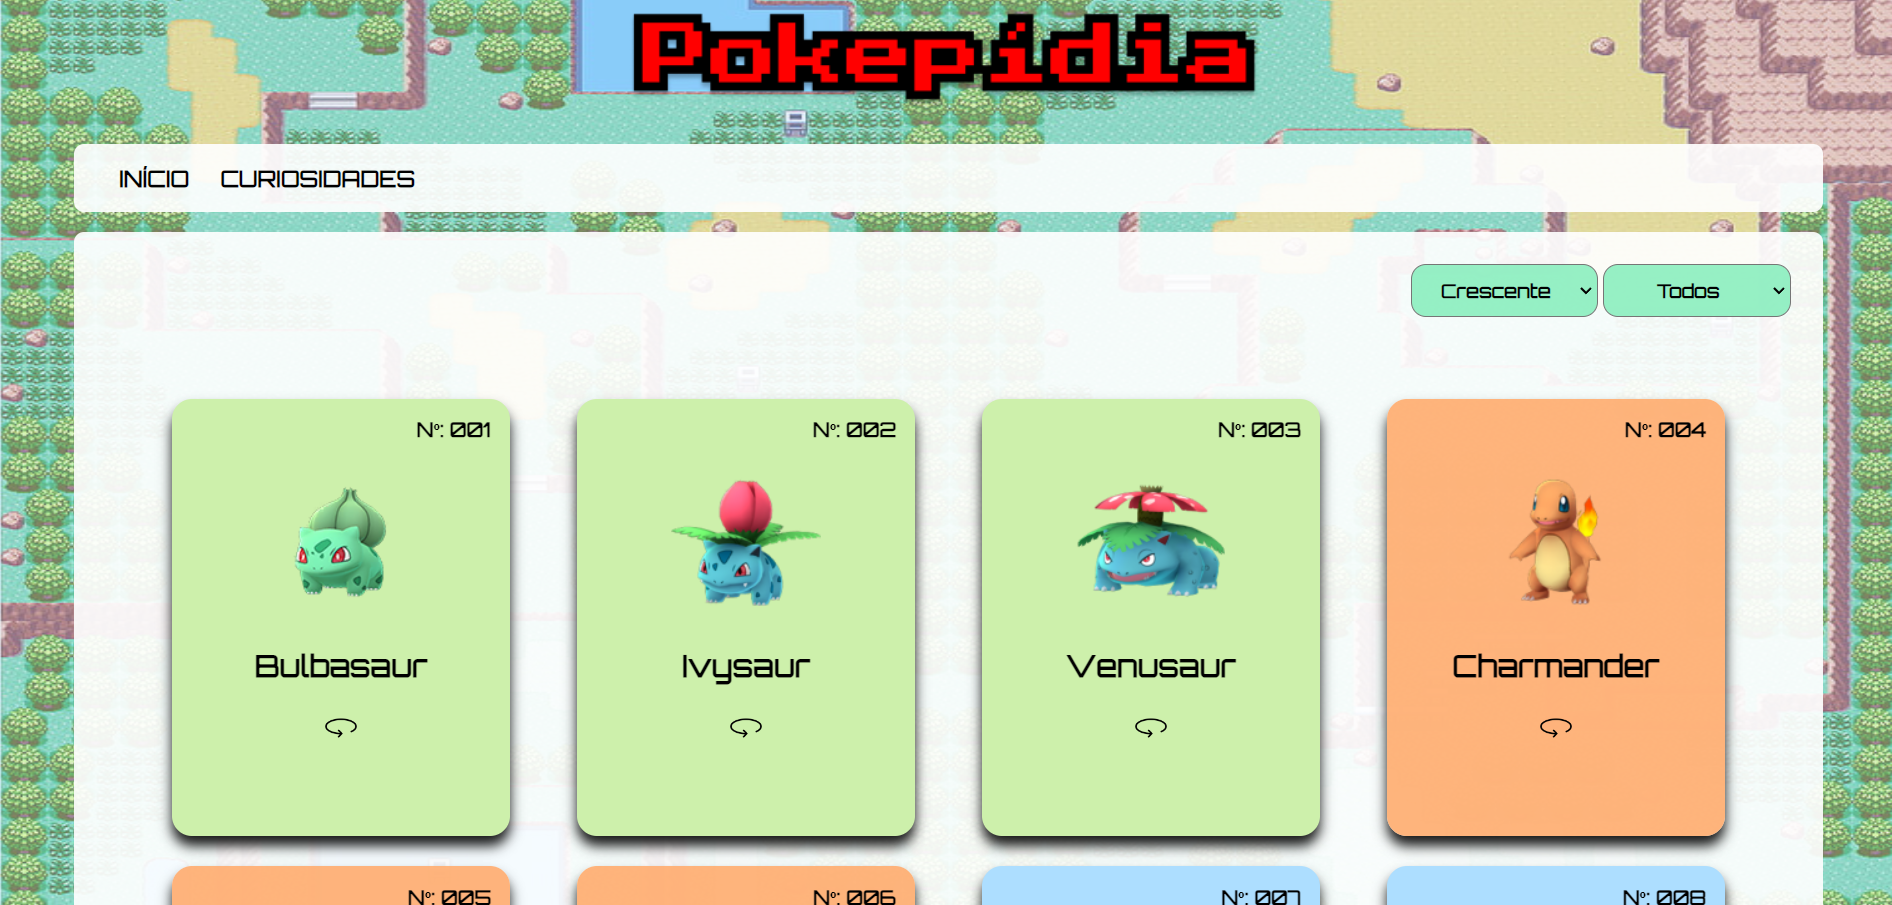 Pokepídia
INÍCIO CURIOSIDADES
Crescente Todos
Nº: 001
Bulbasaur
Nº: 002
Ivysaur
Nº: 003
Venusaur
Nº: 004
Charmander
Nº: 005
Nº: 006
Nº: 007
Nº: 008